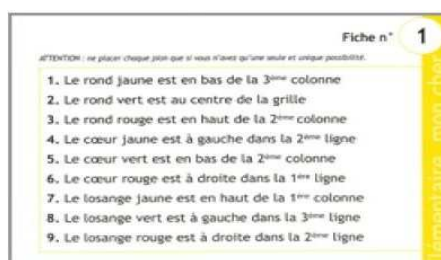 Fiche n° 1
ATTENTION : ne placer chaque pion que si vous n'avez qu'une seule et unique possibilité.
1. Le rond jaune est en bas de la 3ème colonne
2. Le rond vert est au centre de la grille
3. Le rond rouge est en haut de la 2ème colonne
4. Le cœur jaune est à gauche dans la 2ème ligne
5. Le cœur vert est en bas de la 2ème colonne
6. Le cœur rouge est à droite dans la 1ère ligne
7. Le losange jaune est en haut de la 1ère colonne
8. Le losange vert est à gauche dans la 3ème ligne
9. Le losange rouge est à droite dans la 2ème ligne